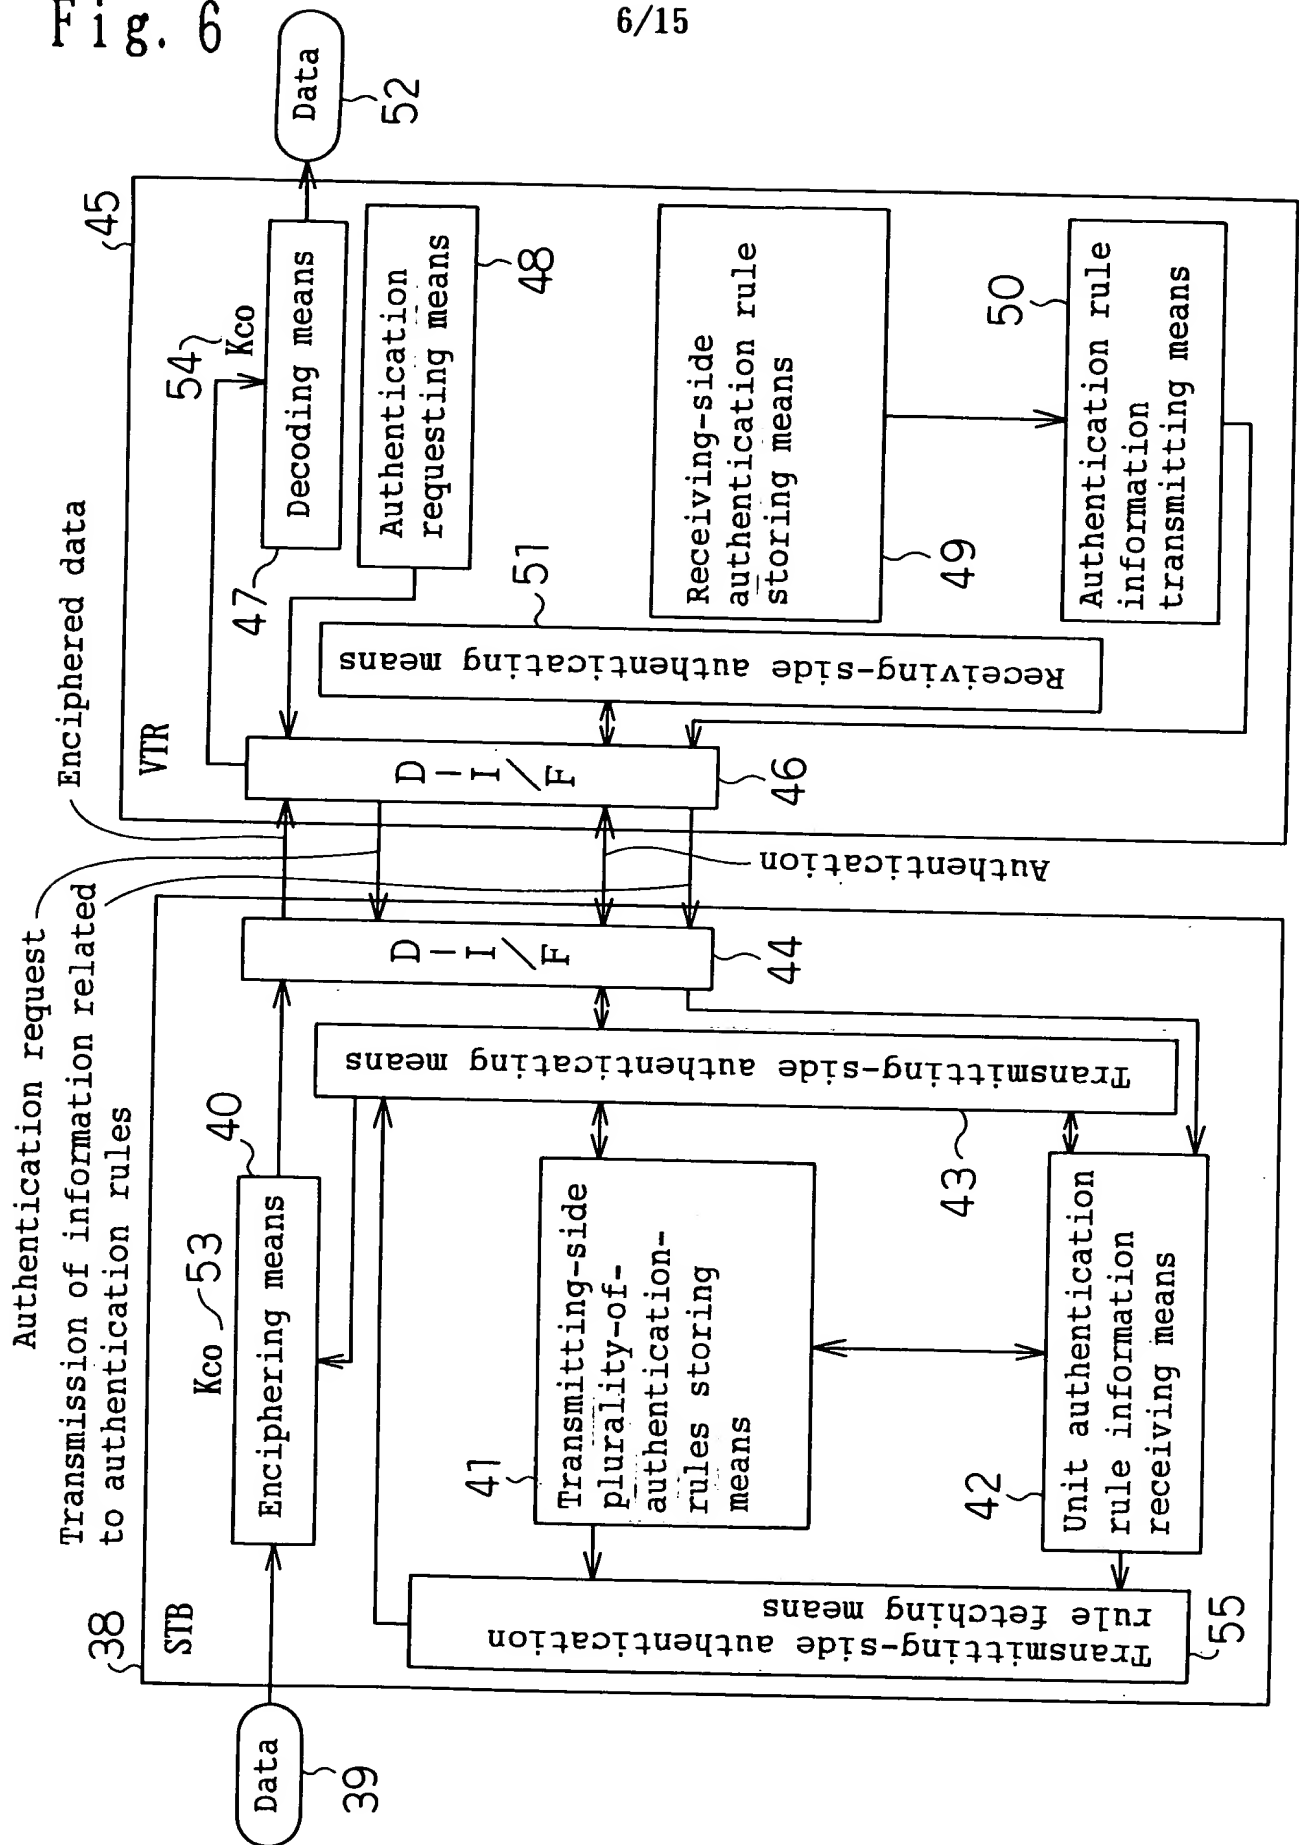 Fig. 6
6/15
Authentication request
Transmission of information related
to authentication rules
Enciphered data
38
STB
Data
39
Kco
53
Enciphering means
40
41
Transmitting-side
plurality-of-
authentication-
rules storing
means
42
Unit authentication
rule information
receiving means
Transmitting-side authentication
rule fetching means
55
Transmitting-side authenticating means
43
D-I/F
44
Authentication
45
VTR
D-I/F
46
54
Kco
47
Decoding means
Authentication
requesting means
48
Receiving-side authenticating means
51
Receiving-side
authentication rule
storing means
49
50
Authentication rule
information
transmitting means
Data
52